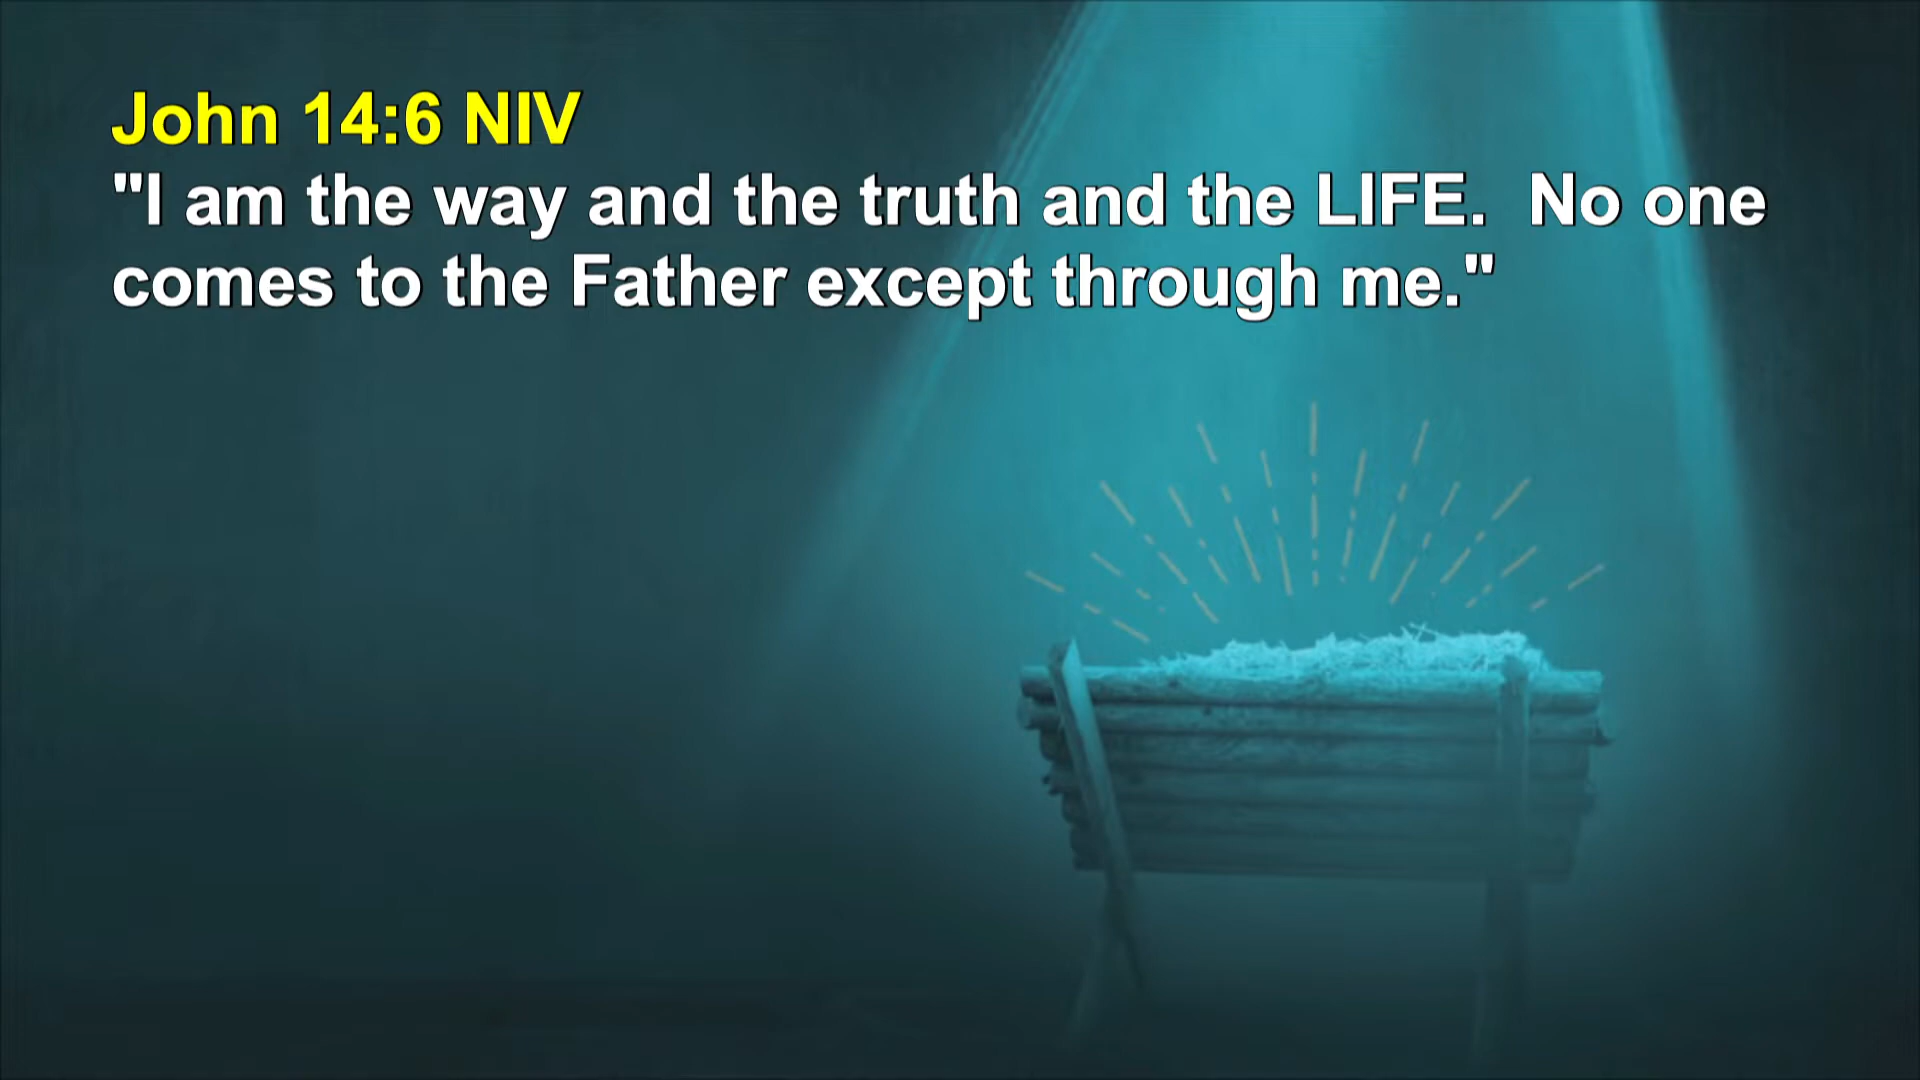 John 14:6 NIV
"I am the way and the truth and the LIFE.  No one
comes to the Father except through me."